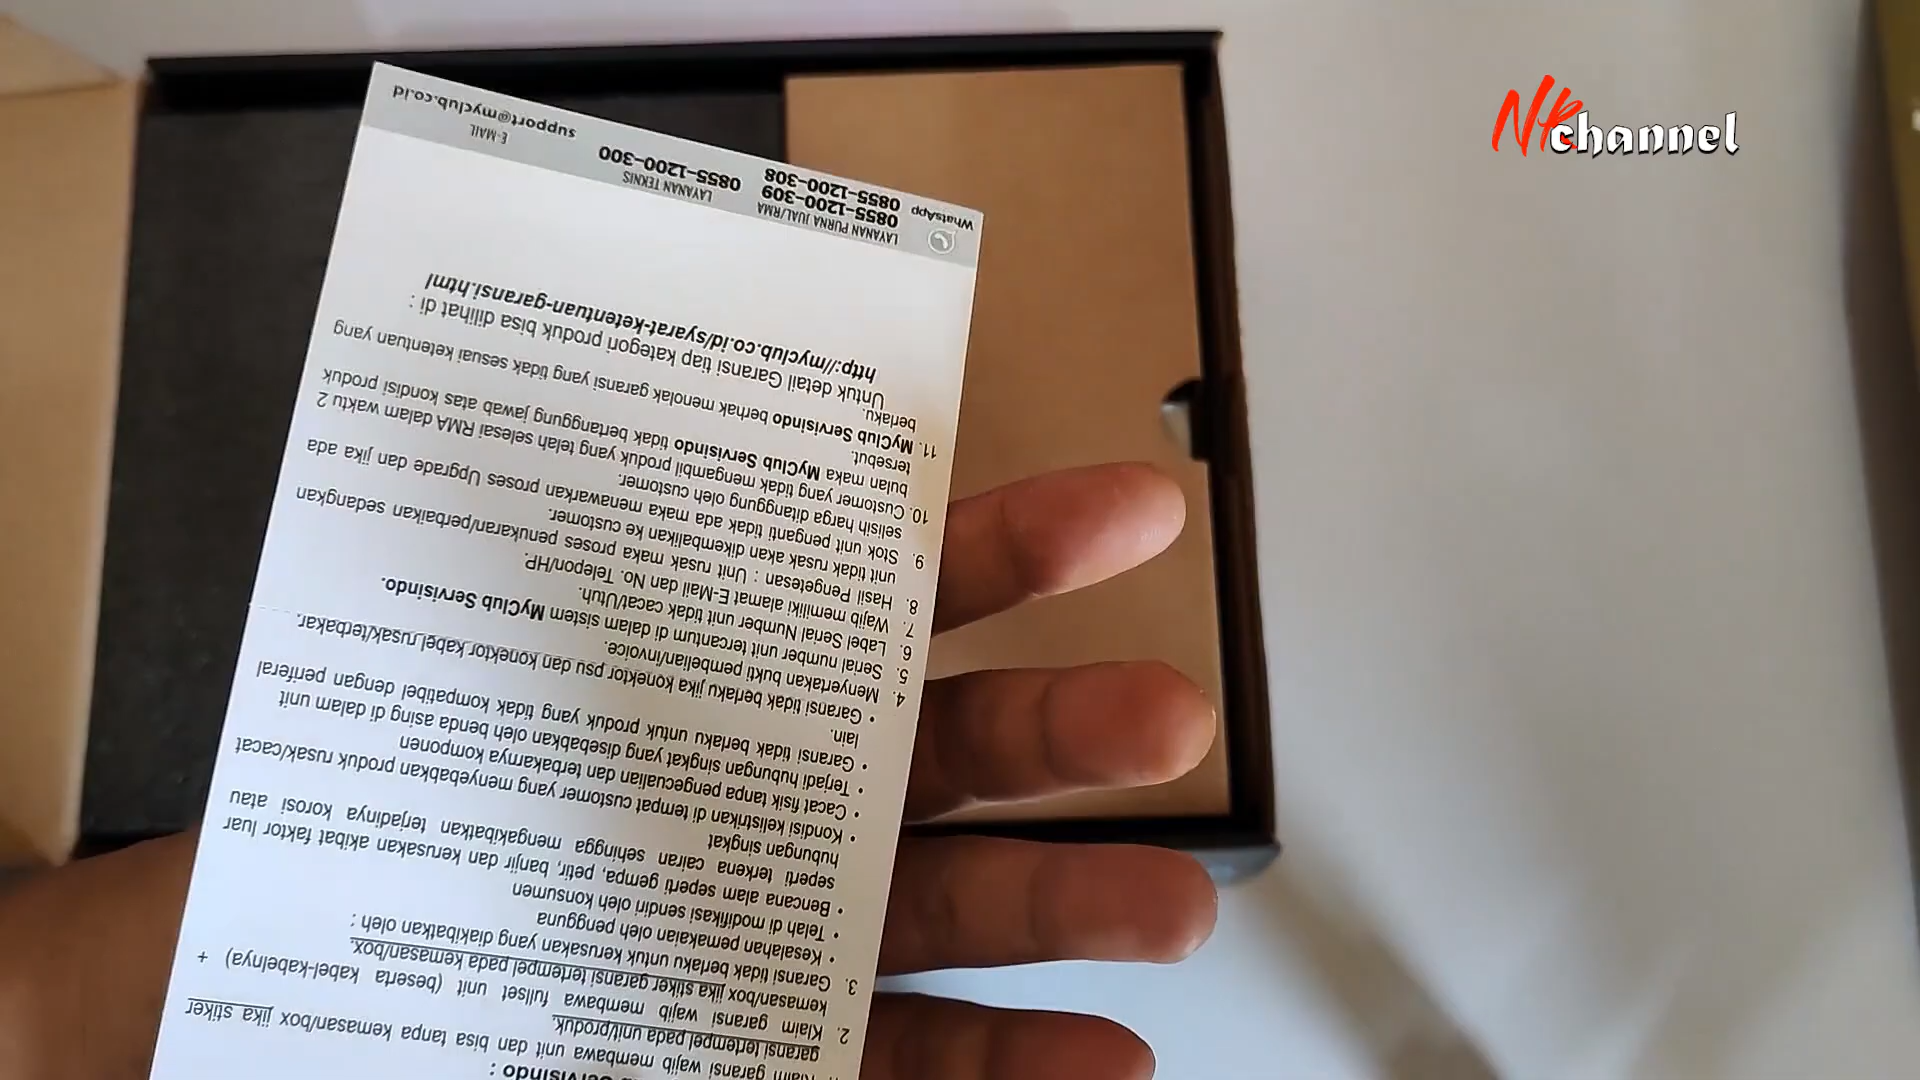 NK channel
Servisindo :
garansi wajib membawa unit dan bisa tanpa kemasan/box jika stiker
garansi tertempel pada unit/produk.
2. Klaim garansi wajib membawa fullset unit (beserta kabel-kabelnya) +
kemasan/box jika stiker garansi tertempel pada kemasan/box.
3. Garansi tidak berlaku untuk kerusakan yang diakibatkan oleh :
• Kesalahan pemakaian oleh pengguna
• Telah di modifikasi sendiri oleh konsumen
• Bencana alam seperti gempa, petir, banjir dan kerusakan akibat faktor luar
seperti terkena cairan sehingga mengakibatkan terjadinya korosi atau
hubungan singkat
• Kondisi kelistrikan di tempat customer yang menyebabkan produk rusak/cacat
• Cacat fisik tanpa pengecualian dan terbakarnya komponen
• Terjadi hubungan singkat yang disebabkan oleh benda asing di dalam unit
• Garansi tidak berlaku untuk produk yang tidak kompatibel dengan periferal
lain.
• Garansi tidak berlaku jika konektor psu dan konektor kabel rusak/terbakar.
4. Menyertakan bukti pembelian/invoice.
5. Serial number unit tercantum di dalam sistem MyClub Servisindo.
6. Label Serial Number unit tidak cacat/Utuh.
7. Wajib memiliki alamat E-Mail dan No. Telepon/HP.
8. Hasil Pengetesan : Unit rusak maka proses penukaran/perbaikan sedangkan
unit tidak rusak akan dikembalikan ke customer.
9. Stok unit penganti tidak ada maka menawarkan proses Upgrade dan jika ada
selisih harga ditanggung oleh customer.
10. Customer yang tidak mengambil produk yang telah selesai RMA dalam waktu 2
bulan maka MyClub Servisindo tidak bertanggung jawab atas kondisi produk
tersebut.
11. MyClub Servisindo berhak menolak garansi yang tidak sesuai ketentuan yang
berlaku.
Untuk detail Garansi tiap kategori produk bisa dilihat di :
http://myclub.co.id/syarat-ketentuan-garansi.html
WhatsApp
LAYANAN PURNA JUAL/RMA
0855-1200-309
0855-1200-308
LAYANAN TEKNIS
0855-1200-300
E-MAIL
support@myclub.co.id